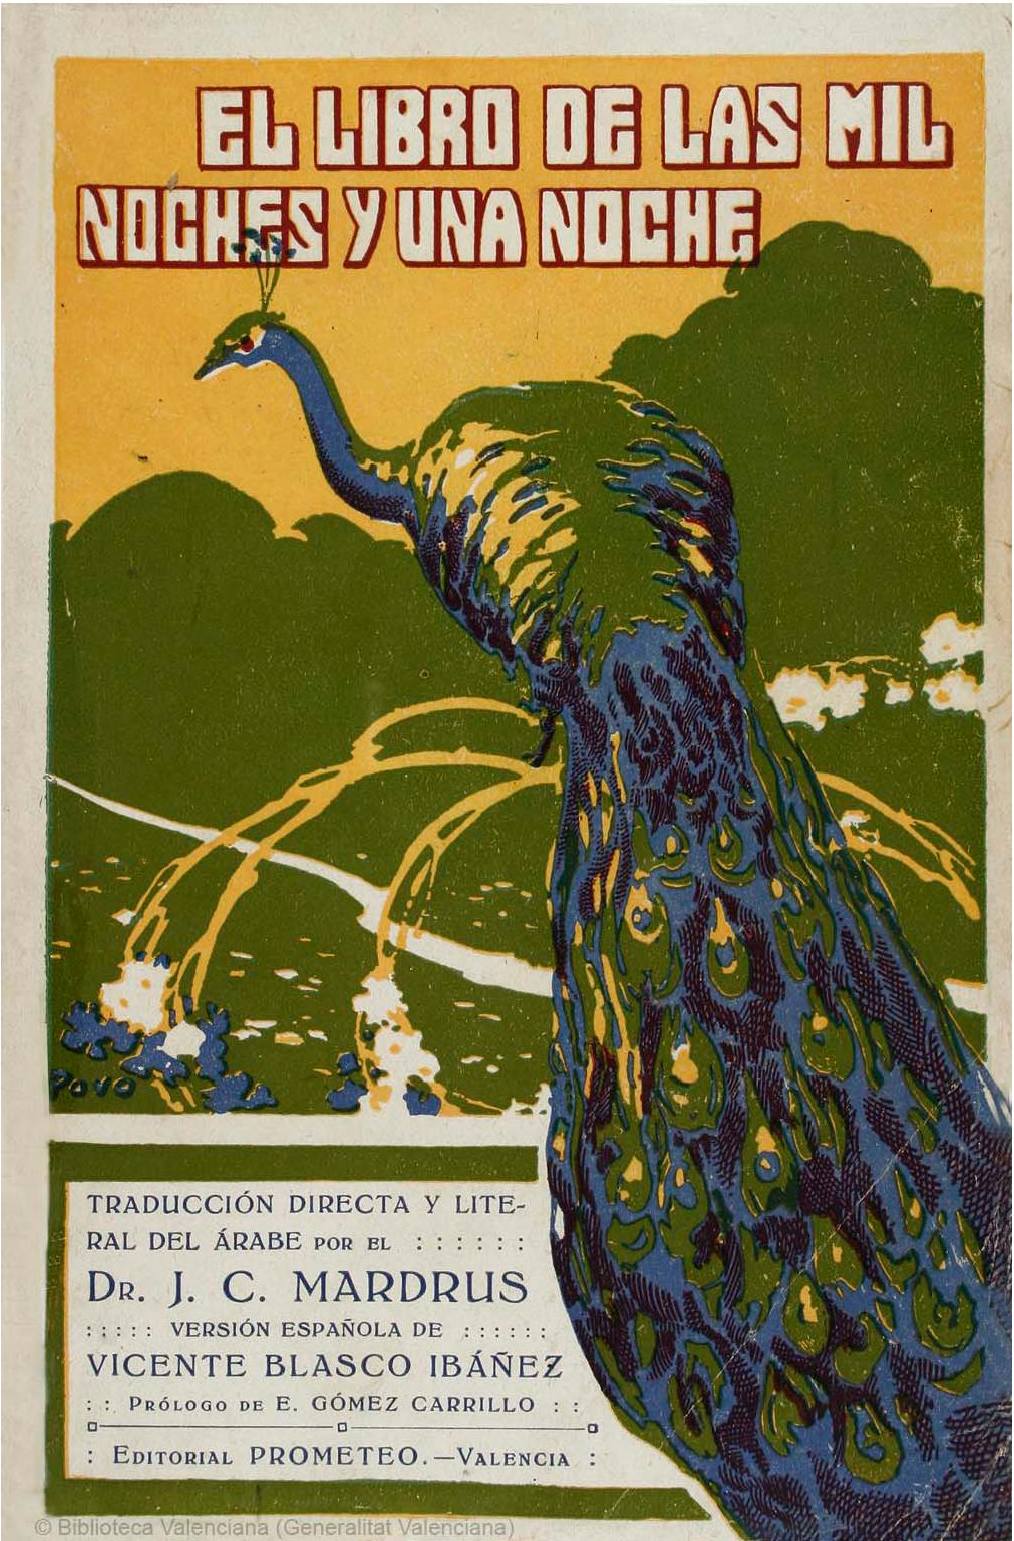 EL LIBRO DE LAS MIL
NOCHES Y UNA NOCHE
POVO
TRADUCCIÓN DIRECTA Y LITE-
RAL DEL ÁRABE POR EL : : : : : :
DR. J. C. MARDRUS
: : : : : VERSIÓN ESPAÑOLA DE : : : : : :
VICENTE BLASCO IBÁÑEZ
: : PRÓLOGO DE E. GÓMEZ CARRILLO : :
: EDITORIAL PROMETEO.—VALENCIA :
© Biblioteca Valenciana (Generalitat Valenciana)